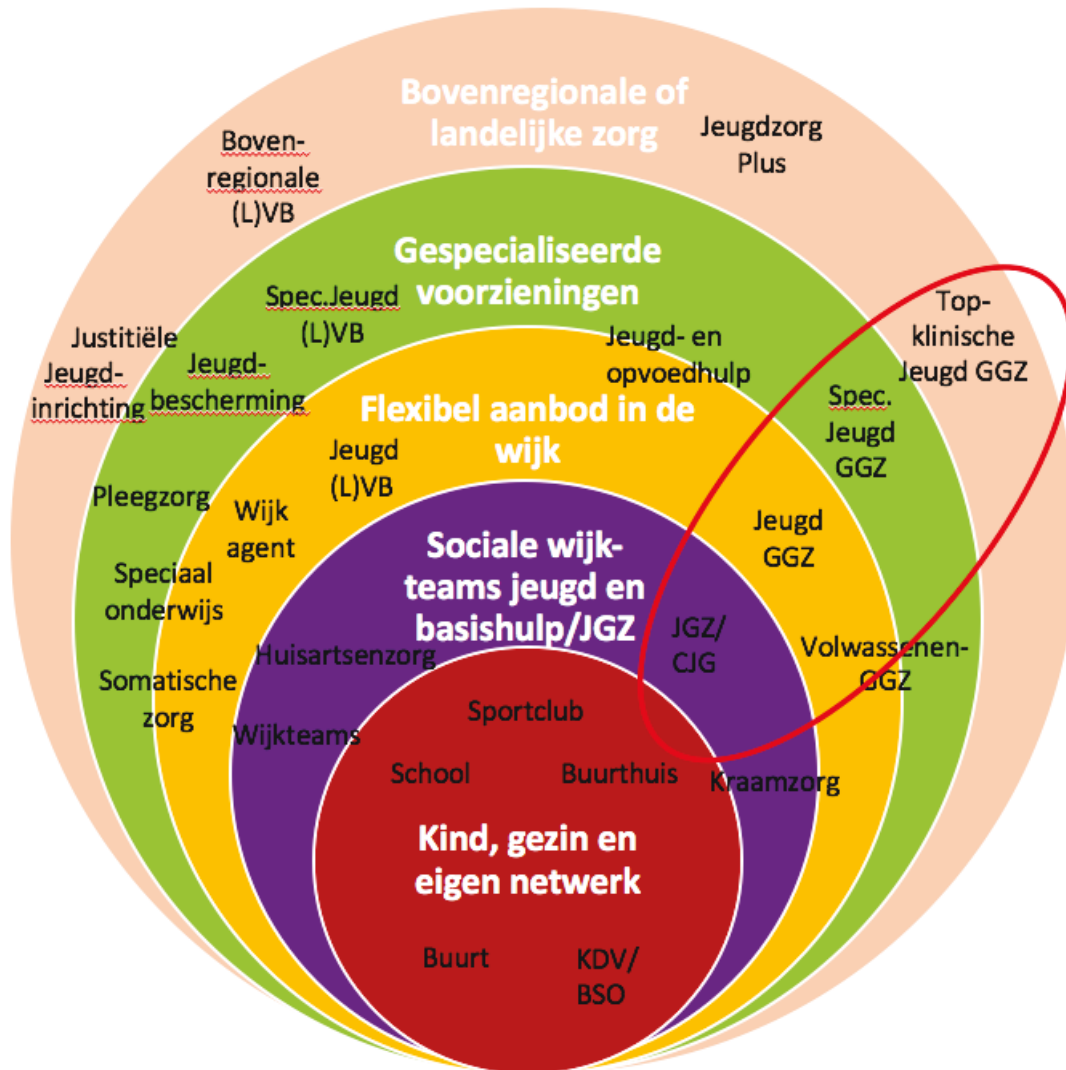 Bovenregionale of
landelijke zorg
Jeugdzorg
Plus
Boven-
regionale
(L)VB
Gespecialiseerde
voorzieningen
Spec.Jeugd
(L)VB
Top-
klinische
Jeugd GGZ
Justitiële
Jeugd-
inrichting
Jeugd-
bescherming
Jeugd- en
opvoedhulp
Spec.
Jeugd
GGZ
Flexibel aanbod in de
wijk
Jeugd
(L)VB
Pleegzorg
Wijk
agent
Jeugd
GGZ
Sociale wijk-
teams jeugd en
basishulp/JGZ
Speciaal
onderwijs
JGZ/
CJG
Huisartsenzorg
Volwassenen-
GGZ
Somatische
zorg
Wijkteams
Sportclub
School
Buurthuis
Kraamzorg
Kind, gezin en
eigen netwerk
Buurt
KDV/
BSO